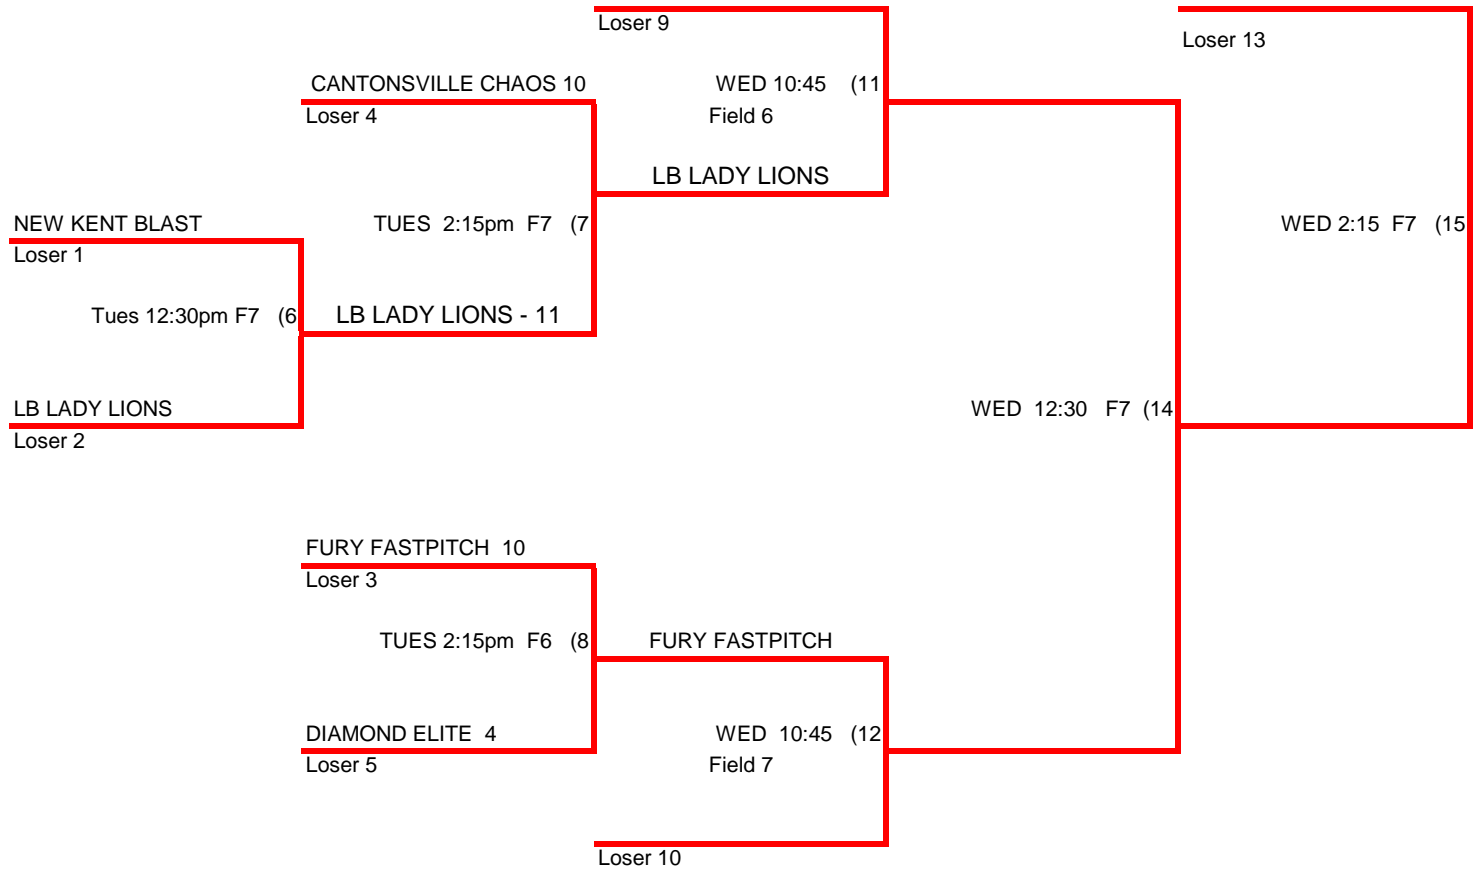 Loser 9
Loser 13
CANTONSVILLE CHAOS 10
WED 10:45 (11
Loser 4
Field 6
LB LADY LIONS
NEW KENT BLAST
TUES 2:15pm F7 (7
WED 2:15 F7 (15
Loser 1
Tues 12:30pm F7 (6
LB LADY LIONS - 11
LB LADY LIONS
WED 12:30 F7 (14
Loser 2
FURY FASTPITCH 10
Loser 3
TUES 2:15pm F6 (8
FURY FASTPITCH
DIAMOND ELITE 4
WED 10:45 (12
Loser 5
Field 7
Loser 10